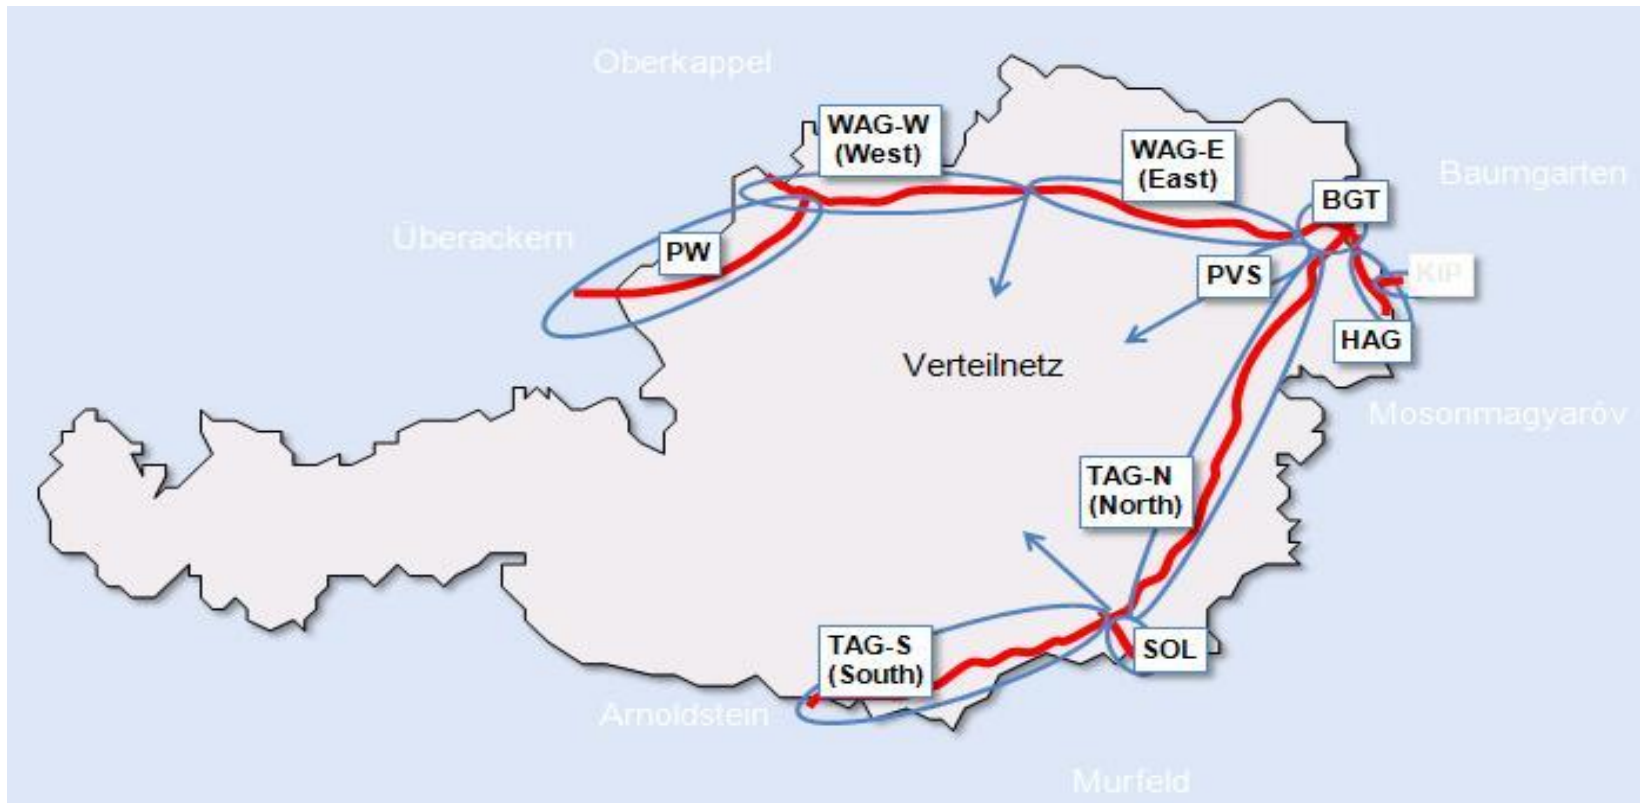 Oberkappel
WAG-W
(West)
WAG-E
(East)
Baumgarten
BGT
Überackern
PW
PVS
KIP
HAG
Verteilnetz
Mosonmagyaróv
TAG-N
(North)
TAG-S
(South)
SOL
Arnoldstein
Murfeld